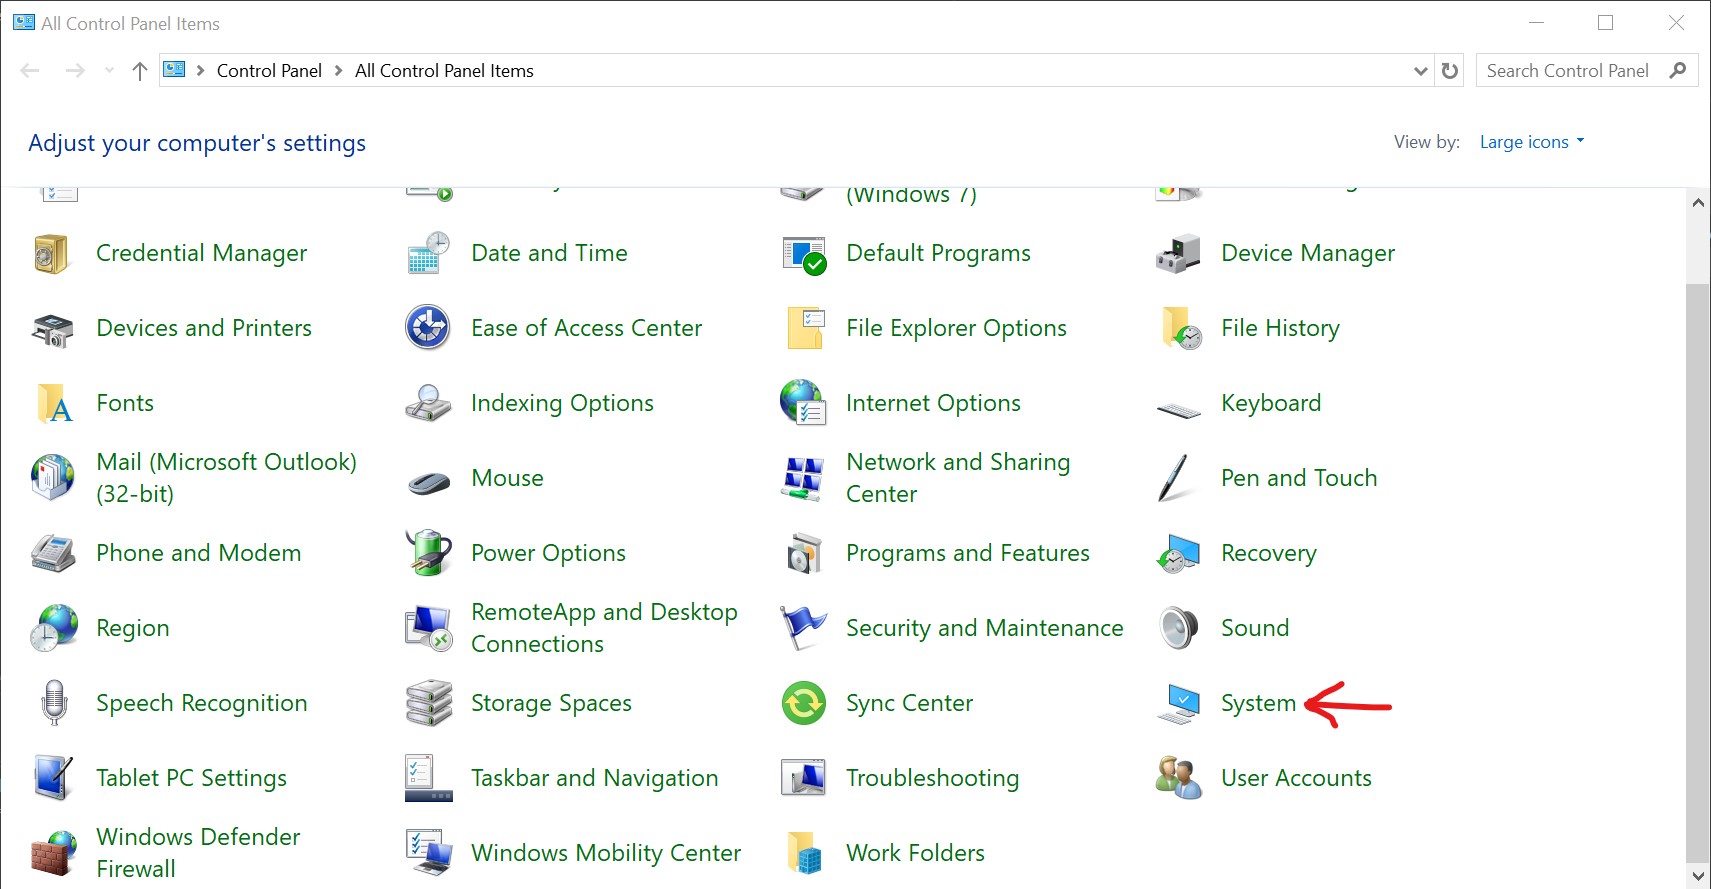 All Control Panel Items
Control Panel > All Control Panel Items
Search Control Panel
Adjust your computer's settings
View by: Large icons
(Windows 7)
Credential Manager
Date and Time
Default Programs
Device Manager
Devices and Printers
Ease of Access Center
File Explorer Options
File History
Fonts
Indexing Options
Internet Options
Keyboard
Mail (Microsoft Outlook)
(32-bit)
Mouse
Network and Sharing
Center
Pen and Touch
Phone and Modem
Power Options
Programs and Features
Recovery
Region
RemoteApp and Desktop
Connections
Security and Maintenance
Sound
Speech Recognition
Storage Spaces
Sync Center
System
Tablet PC Settings
Taskbar and Navigation
Troubleshooting
User Accounts
Windows Defender
Firewall
Windows Mobility Center
Work Folders